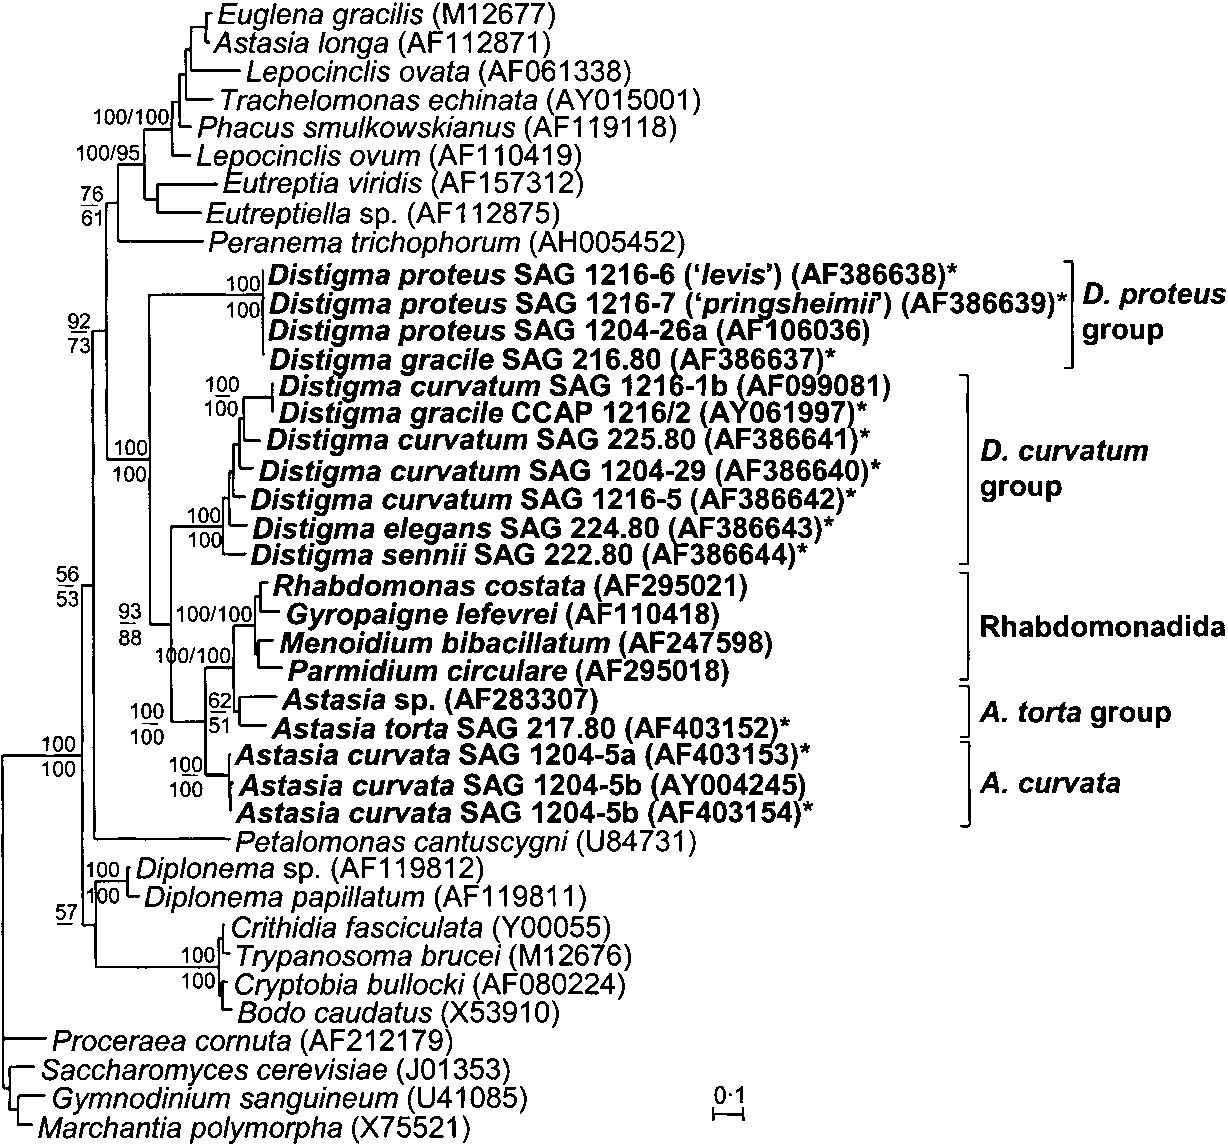 Euglena gracilis (M12677)
Astasia longa (AF112871)
Lepocinclis ovata (AF061338)
Trachelomonas echinata (AY015001)
100/100
Phacus smulkowskianus (AF119118)
100/95
Lepocinclis ovum (AF110419)
Eutreptia viridis (AF157312)
76
61
Eutreptiella sp. (AF112875)
Peranema trichophorum (AH005452)
Distigma proteus SAG 1216-6 (‘levis’) (AF386638)*
100
100
Distigma proteus SAG 1216-7 (‘pringsheimii’) (AF386639)*
D. proteus
group
Distigma proteus SAG 1204-26a (AF106036)
92
73
Distigma gracile SAG 216.80 (AF386637)*
Distigma curvatum SAG 1216-1b (AF099081)
100
100
Distigma gracile CCAP 1216/2 (AY061997)*
Distigma curvatum SAG 225.80 (AF386641)*
100
100
D. curvatum
group
Distigma curvatum SAG 1204-29 (AF386640)*
Distigma curvatum SAG 1216-5 (AF386642)*
100
100
Distigma elegans SAG 224.80 (AF386643)*
Distigma sennii SAG 222.80 (AF386644)*
56
53
Rhabdomonas costata (AF295021)
93
88
100/100
Gyropaigne lefevrei (AF110418)
Rhabdomonadida
Menoidium bibacillatum (AF247598)
100/100
Parmidium circulare (AF295018)
Astasia sp. (AF283307)
62
51
100
100
A. torta group
Astasia torta SAG 217.80 (AF403152)*
100
100
Astasia curvata SAG 1204-5a (AF403153)*
100
100
Astasia curvata SAG 1204-5b (AY004245)
A. curvata
Astasia curvata SAG 1204-5b (AF403154)*
Petalomonas cantuscygni (U84731)
100
100
Diplonema sp. (AF119812)
Diplonema papillatum (AF119811)
57
Crithidia fasciculata (Y00055)
100
100
Trypanosoma brucei (M12676)
Cryptobia bullocki (AF080224)
Bodo caudatus (X53910)
Proceraea cornuta (AF212179)
Saccharomyces cerevisiae (J01353)
Gymnodinium sanguineum (U41085)
0·1
Marchantia polymorpha (X75521)